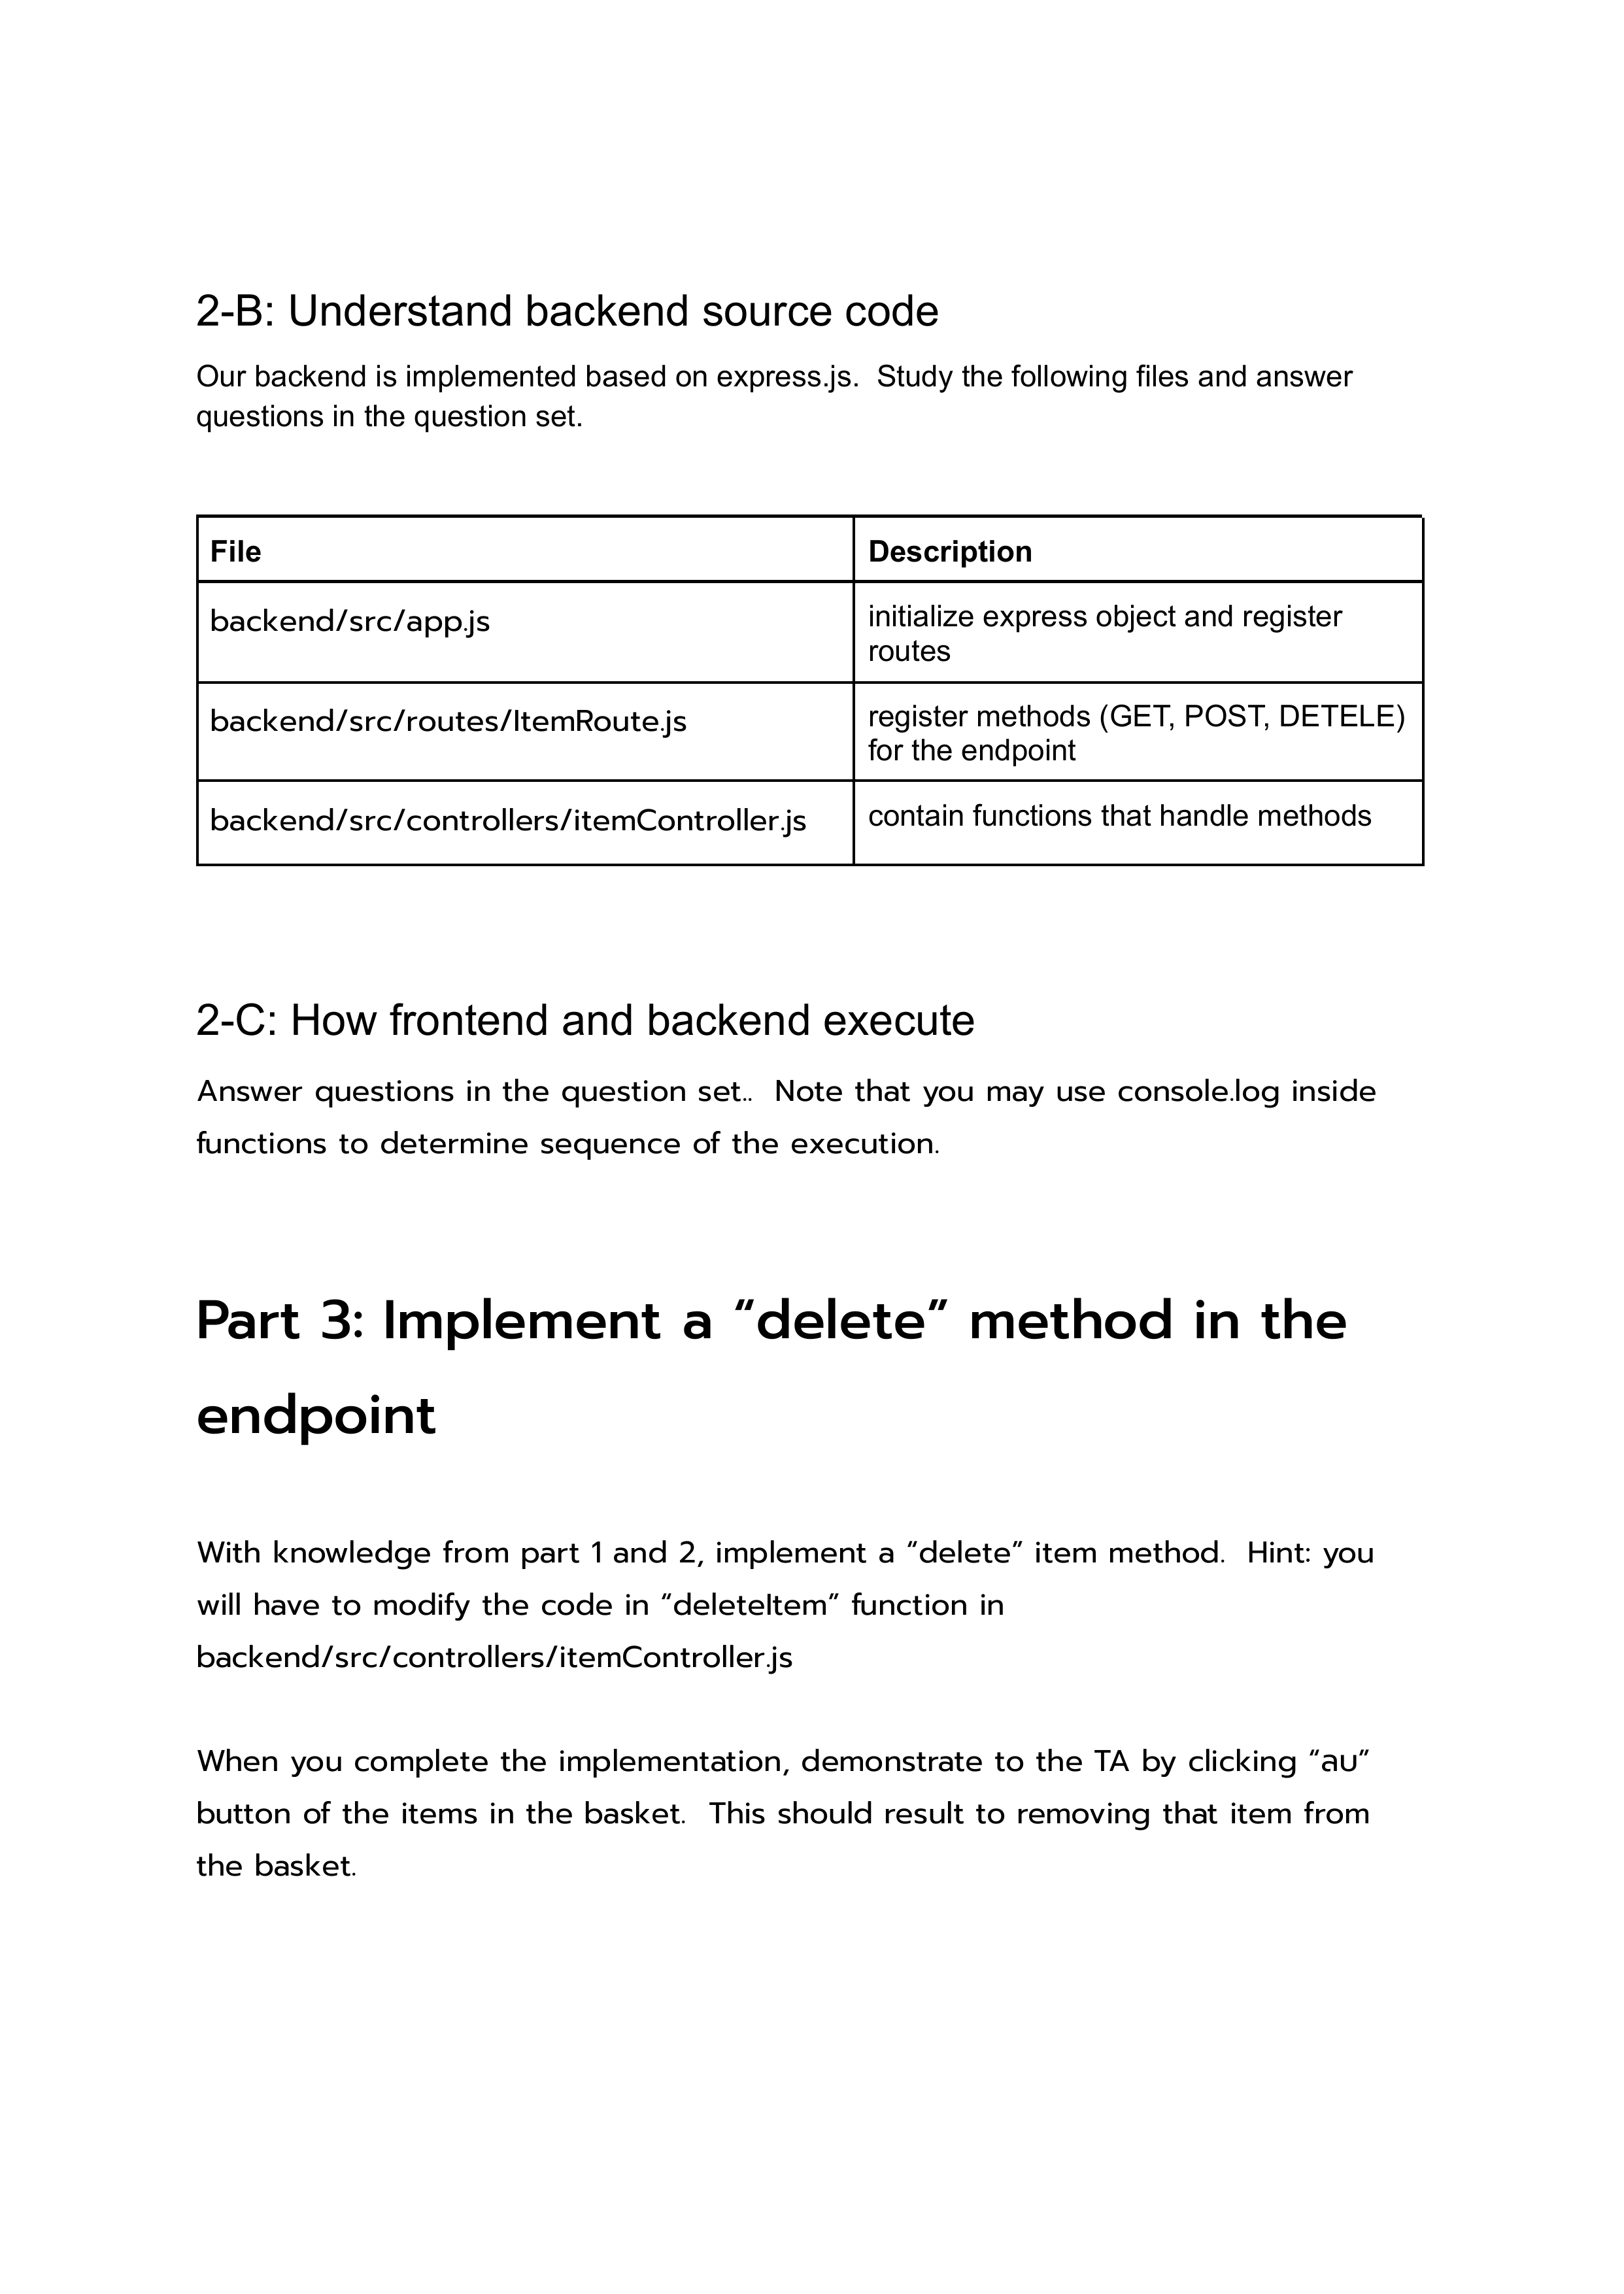 2-B: Understand backend source code
Our backend is implemented based on express.js.  Study the following files and answer
questions in the question set.
File
Description
backend/src/app.js
initialize express object and register
routes
backend/src/routes/ItemRoute.js
register methods (GET, POST, DETELE)
for the endpoint
backend/src/controllers/itemController.js
contain functions that handle methods
2-C: How frontend and backend execute
Answer questions in the question set..  Note that you may use console.log inside
functions to determine sequence of the execution.
Part 3: Implement a “delete” method in the
endpoint
With knowledge from part 1 and 2, implement a “delete” item method.  Hint: you
will have to modify the code in “deleteItem” function in
backend/src/controllers/itemController.js
When you complete the implementation, demonstrate to the TA by clicking “ลบ”
button of the items in the basket.  This should result to removing that item from
the basket.